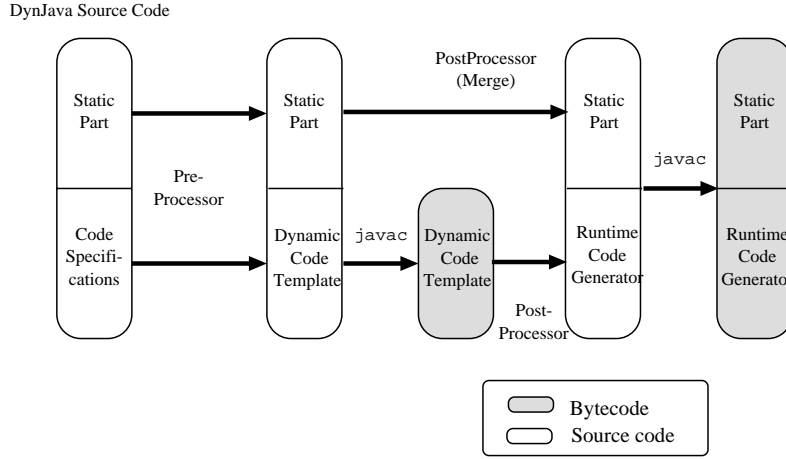 DynJava Source Code
PostProcessor
(Merge)
Static
Part
Static
Part
Static
Part
Static
Part
javac
Pre-
Processor
Code
Specifi-
cations
Dynamic
Code
Template
javac
Dynamic
Code
Template
Runtime
Code
Generator
Runtime
Code
Generator
Post-
Processor
Bytecode
Source code